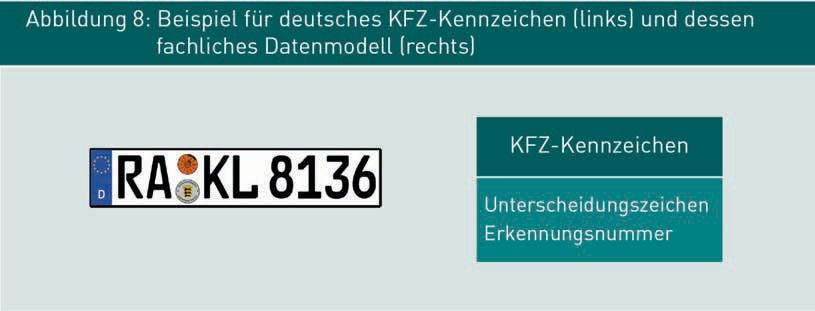 Abbildung 8: Beispiel für deutsches KFZ-Kennzeichen (links) und dessen
fachliches Datenmodell (rechts)
D
RA KL 8136
KFZ-Kennzeichen
Unterscheidungszeichen
Erkennungsnummer